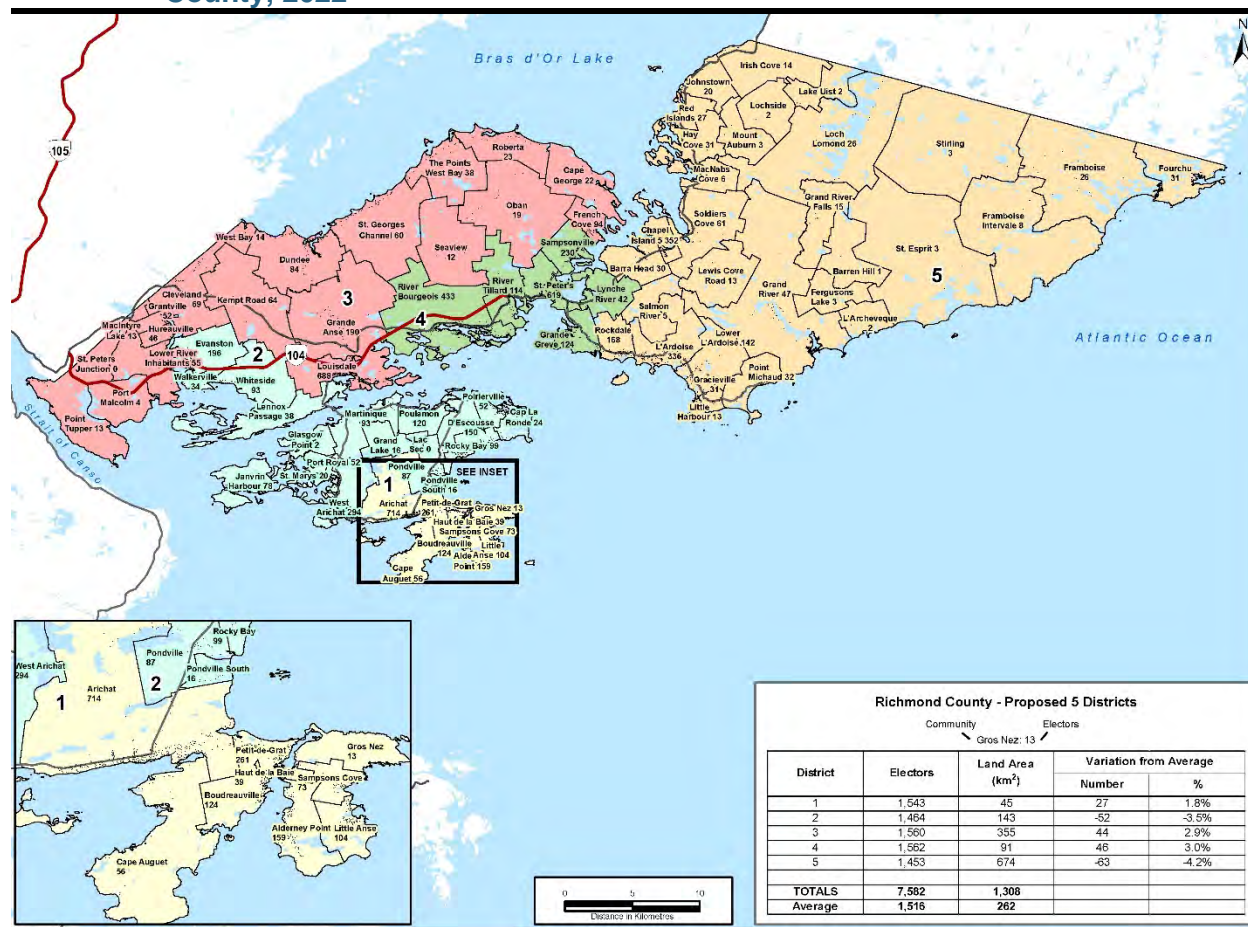 County, 2022
N
Bras d'Or Lake
Irish Cove 14
Johnstown
20
Lake Uist 2
Red
Islands 27
Lochside
2
Hay
Cove 31
Mount
Auburn 3
Loch
Lomond 26
Stirling
3
Framboise
26
Fourchu
31
105
Roberta
23
The Points
West Bay 38
Cape
George 22
MacNabs
Cove 6
Oban
19
French
Cove 94
Soldiers
Cove 61
Grand River
Falls 15
Framboise
Intervale 8
St. Georges
Channel 60
West Bay 14
Seaview
12
Sampsonville
230
Chapel
Island 5 352
St. Esprit 3
5
Dundee
84
Barra Head 30
River
Bourgeois 433
River
Tillard 114
St. Peter's
619
Lynche
River 42
Lewis Cove
Road 13
Grand
River 47
Barren Hill 1
Fergusons
Lake 3
Cleveland
69
Kempt Road 64
3
Grantville
52
4
Salmon
River 5
L'Archeveque
2
MacIntyre
Lake 13
Hureauville
46
Grande
Anse 190
Grande
Greve 124
Rockdale
158
Lower
L'Ardoise 142
L'Ardoise
336
Evanston
196
2
104
Atlantic Ocean
St. Peters
Junction 0
Lower River
Inhabitants 55
Louisdale
688
Point
Michaud 32
Walkerville
34
Whiteside
93
Gracieville
31
Port
Malcolm 4
Little
Harbour 13
Lennox
Passage 38
Point
Tupper 13
Strait of Canso
Martinique
93
Poulamon
120
Poirierville
52
D'Escousse
150
Cap La
Ronde 24
Glasgow
Point 2
Grand
Lake 16
Lac
Sec 0
Rocky Bay 99
Port Royal 52
Janvrin
Harbour 78
St. Marys 20
Pondville
87
SEE INSET
Pondville
South 16
1
West
Arichat 294
Arichat
714
Petit-de-Grat
261
Gros Nez 13
Haut de la Baie 39
Sampsons Cove 73
Boudreauville
124
Little
Anse 104
Alde
Point 159
Cape
Auguet 56
Rocky Bay
99
West Arichat
294
Pondville
87
Pondville South
16
2
Arichat
714
1
Petit-de-Grat
261
Gros Nez
13
Haut de la Baie
39
Sampsons Cove
73
Boudreauville
124
Alderney Point
159
Little Anse
104
Cape Auguet
56
0 5 10
Distance in Kilometres
Richmond County - Proposed 5 Districts
Community Electors
Gros Nez: 13
District Electors Land Area (km²) Variation from Average
Number %
1 1,543 45 27 1.8%
2 1,464 143 -52 -3.5%
3 1,560 355 44 2.9%
4 1,562 91 46 3.0%
5 1,453 674 -63 -4.2%
TOTALS 7,582 1,308
Average 1,516 262